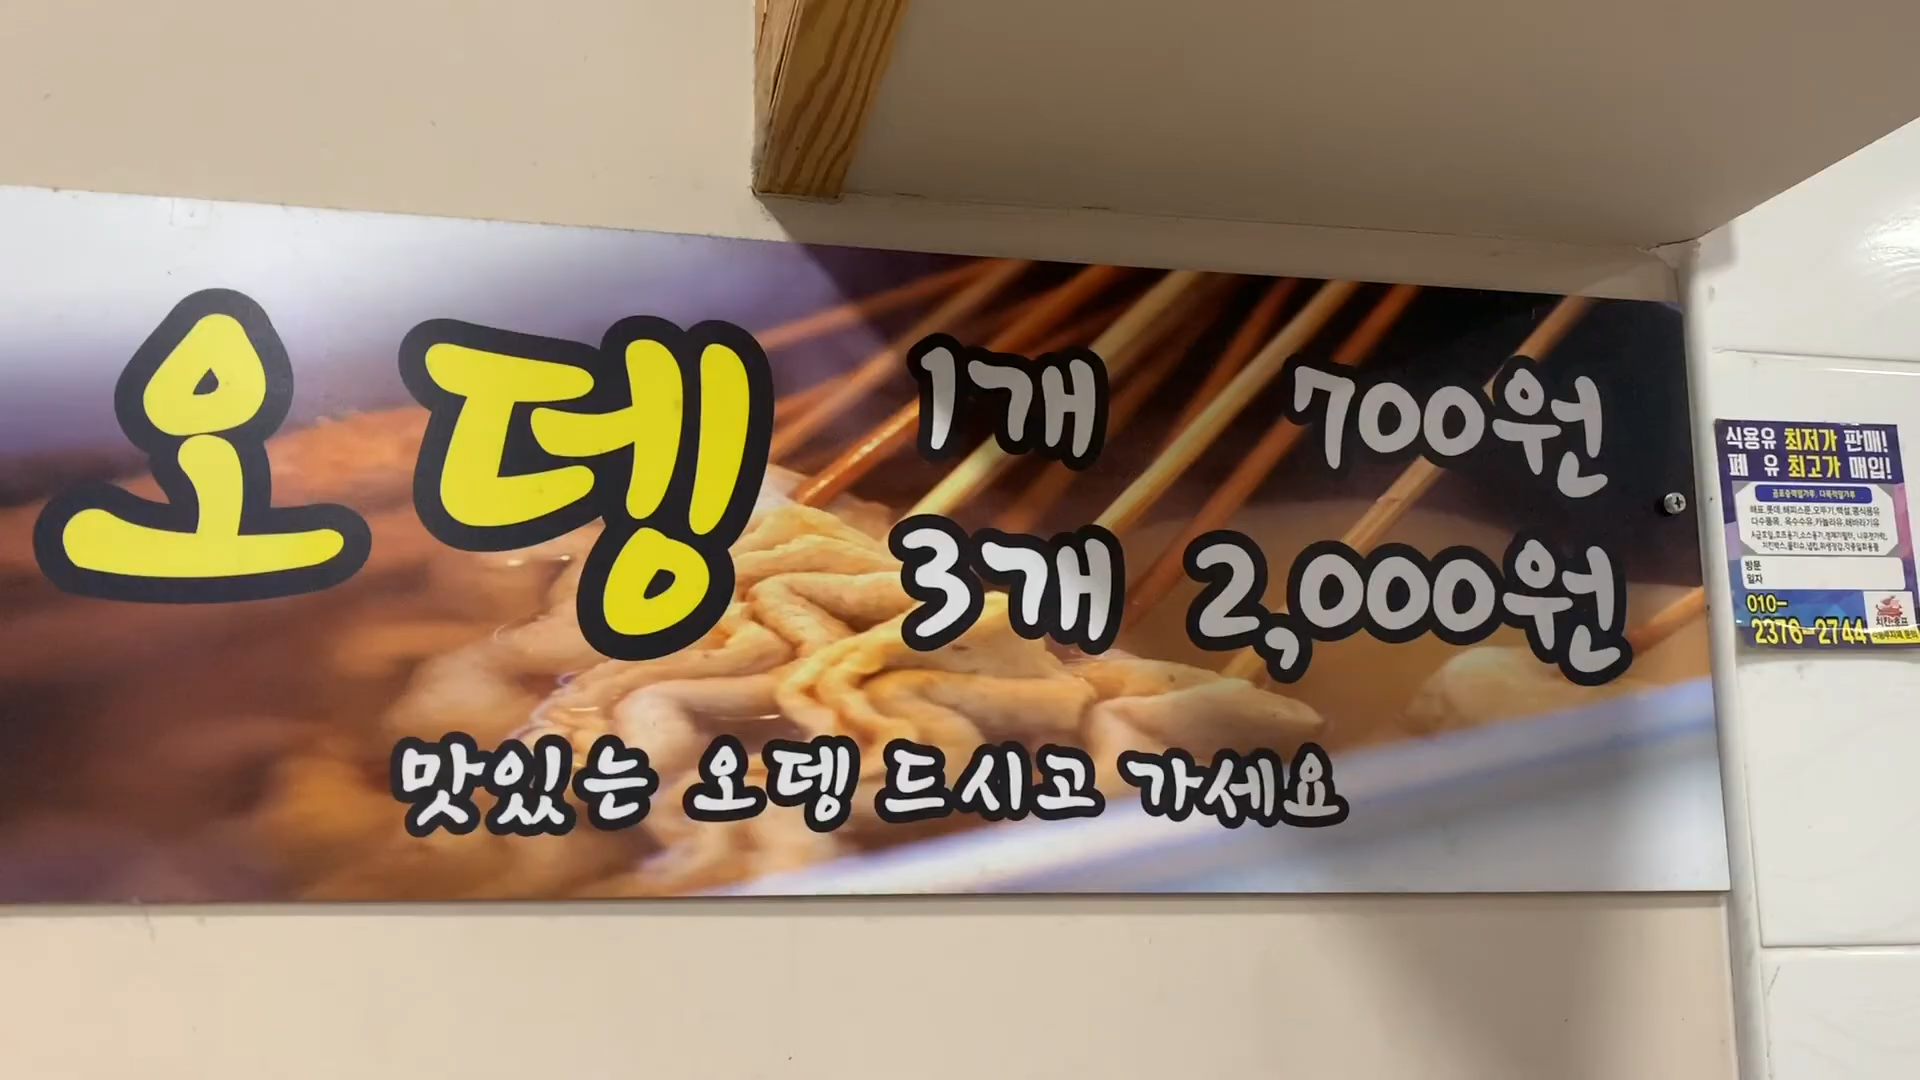 오뎅
1개 700원
3개 2,000원
맛있는 오뎅 드시고 가세요
식용유 최저가 판매!
폐 유 최고가 매입!
방문
일자
010-
2376-2744